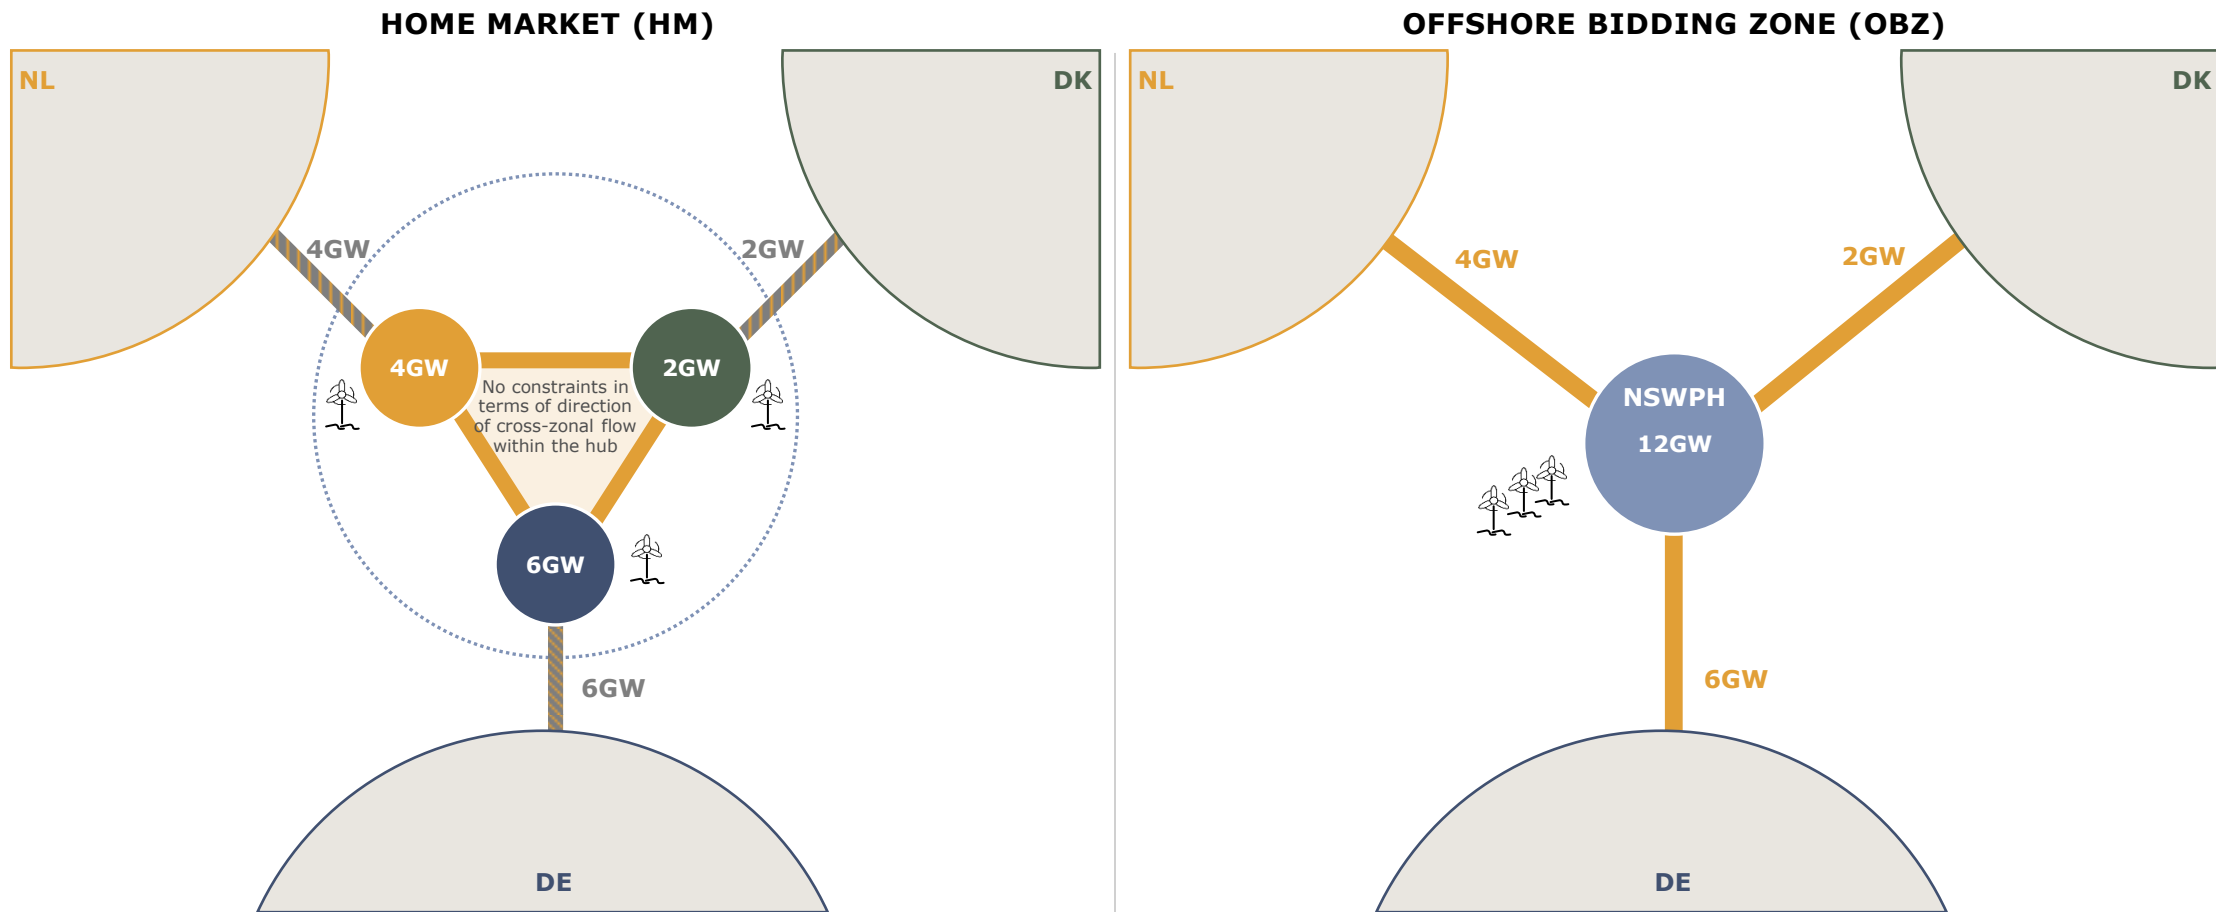 HOME MARKET (HM)
NL
DK
4GW
2GW
4GW
2GW
No constraints in
terms of direction
of cross-zonal flow
within the hub
6GW
6GW
DE
OFFSHORE BIDDING ZONE (OBZ)
NL
DK
4GW
2GW
NSWPH
12GW
6GW
DE